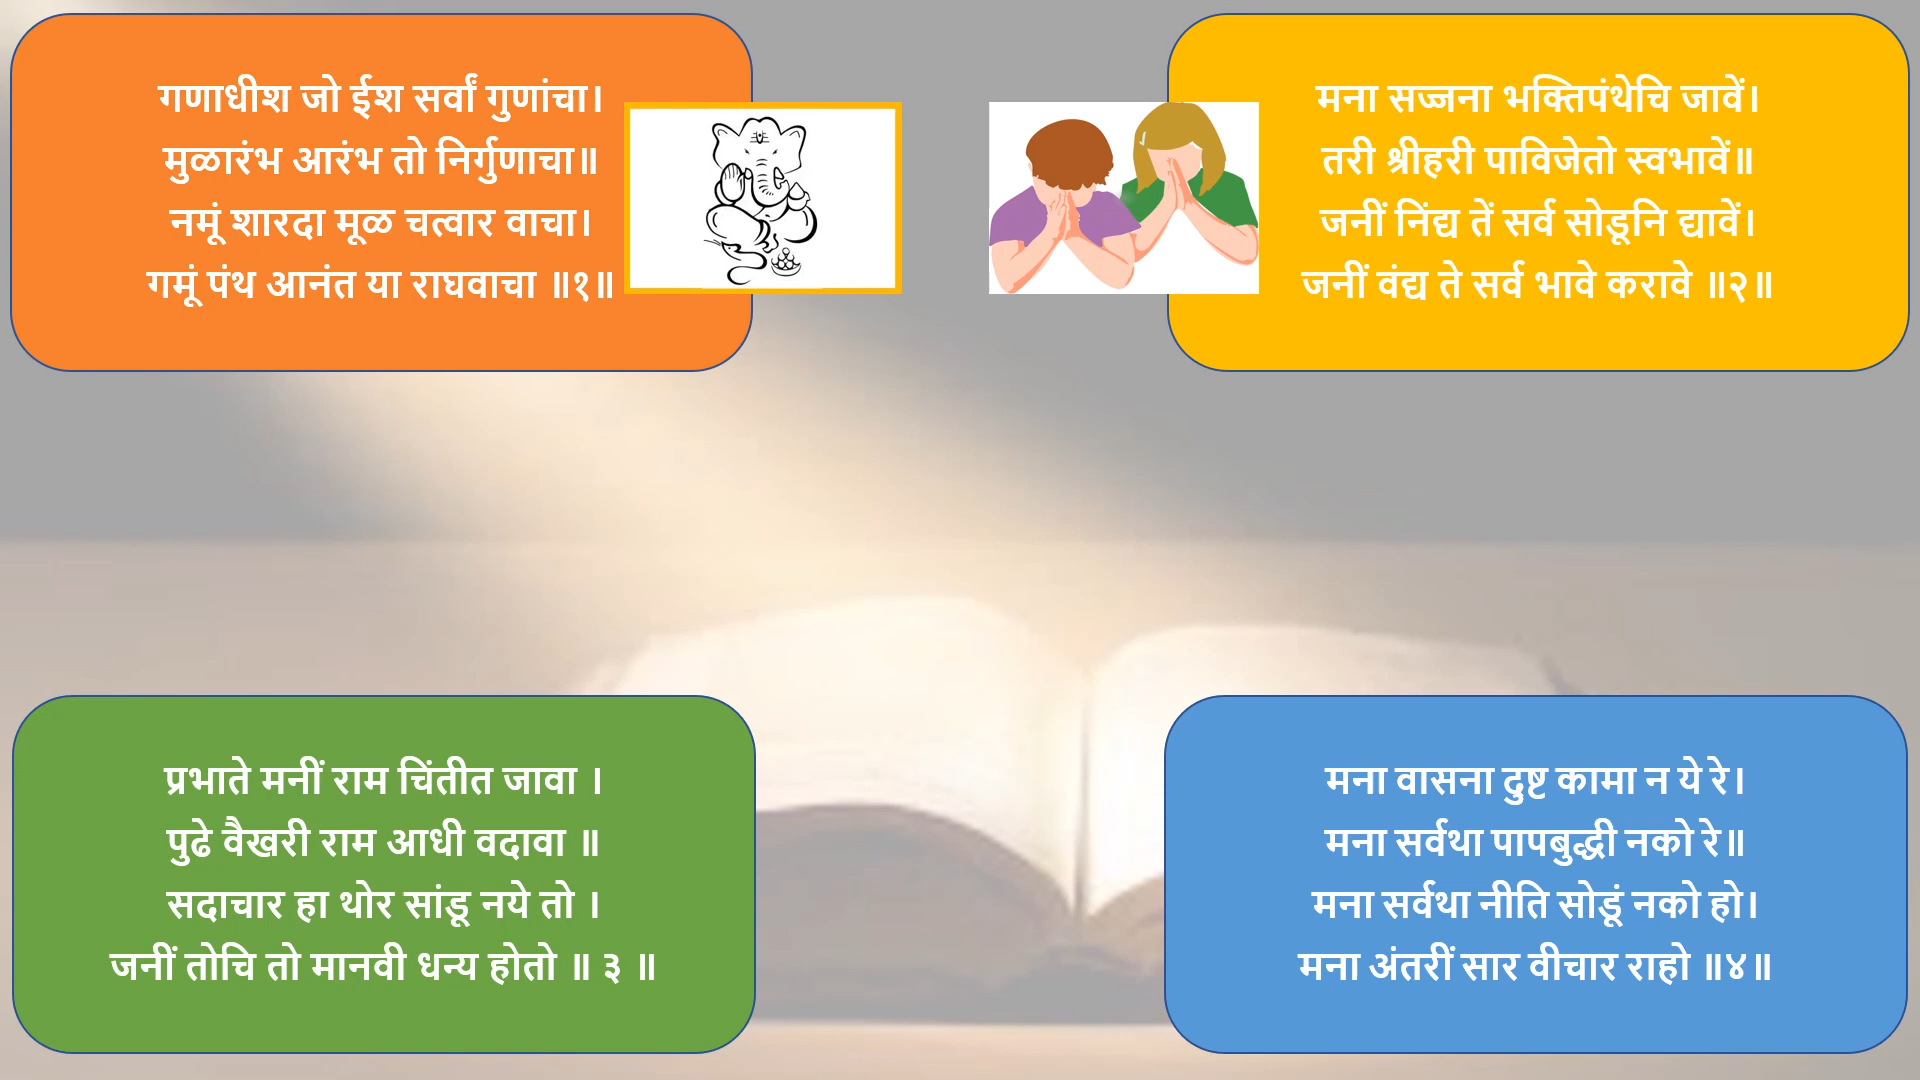 गणाधीश जो ईश सर्वां गुणांचा।
मुळारंभ आरंभ तो निर्गुणाचा॥
नमूं शारदा मूळ चत्वार वाचा।
गमूं पंथ आनंत या राघवाचा ॥१॥
मना सज्जना भक्तिपंथेचि जावें।
तरी श्रीहरी पाविजेतो स्वभावें॥
जनीं निंद्य तें सर्व सोडूनि द्यावें।
जनीं वंद्य ते सर्व भावे करावे ॥२॥
प्रभाते मनीं राम चिंतीत जावा ।
पुढे वैखरी राम आधी वदावा ॥
सदाचार हा थोर सांडू नये तो ।
जनीं तोचि तो मानवी धन्य होतो ॥ ३ ॥
मना वासना दुष्ट कामा न ये रे।
मना सर्वथा पापबुद्धी नको रे॥
मना सर्वथा नीति सोडूं नको हो।
मना अंतरीं सार वीचार राहो ॥४॥